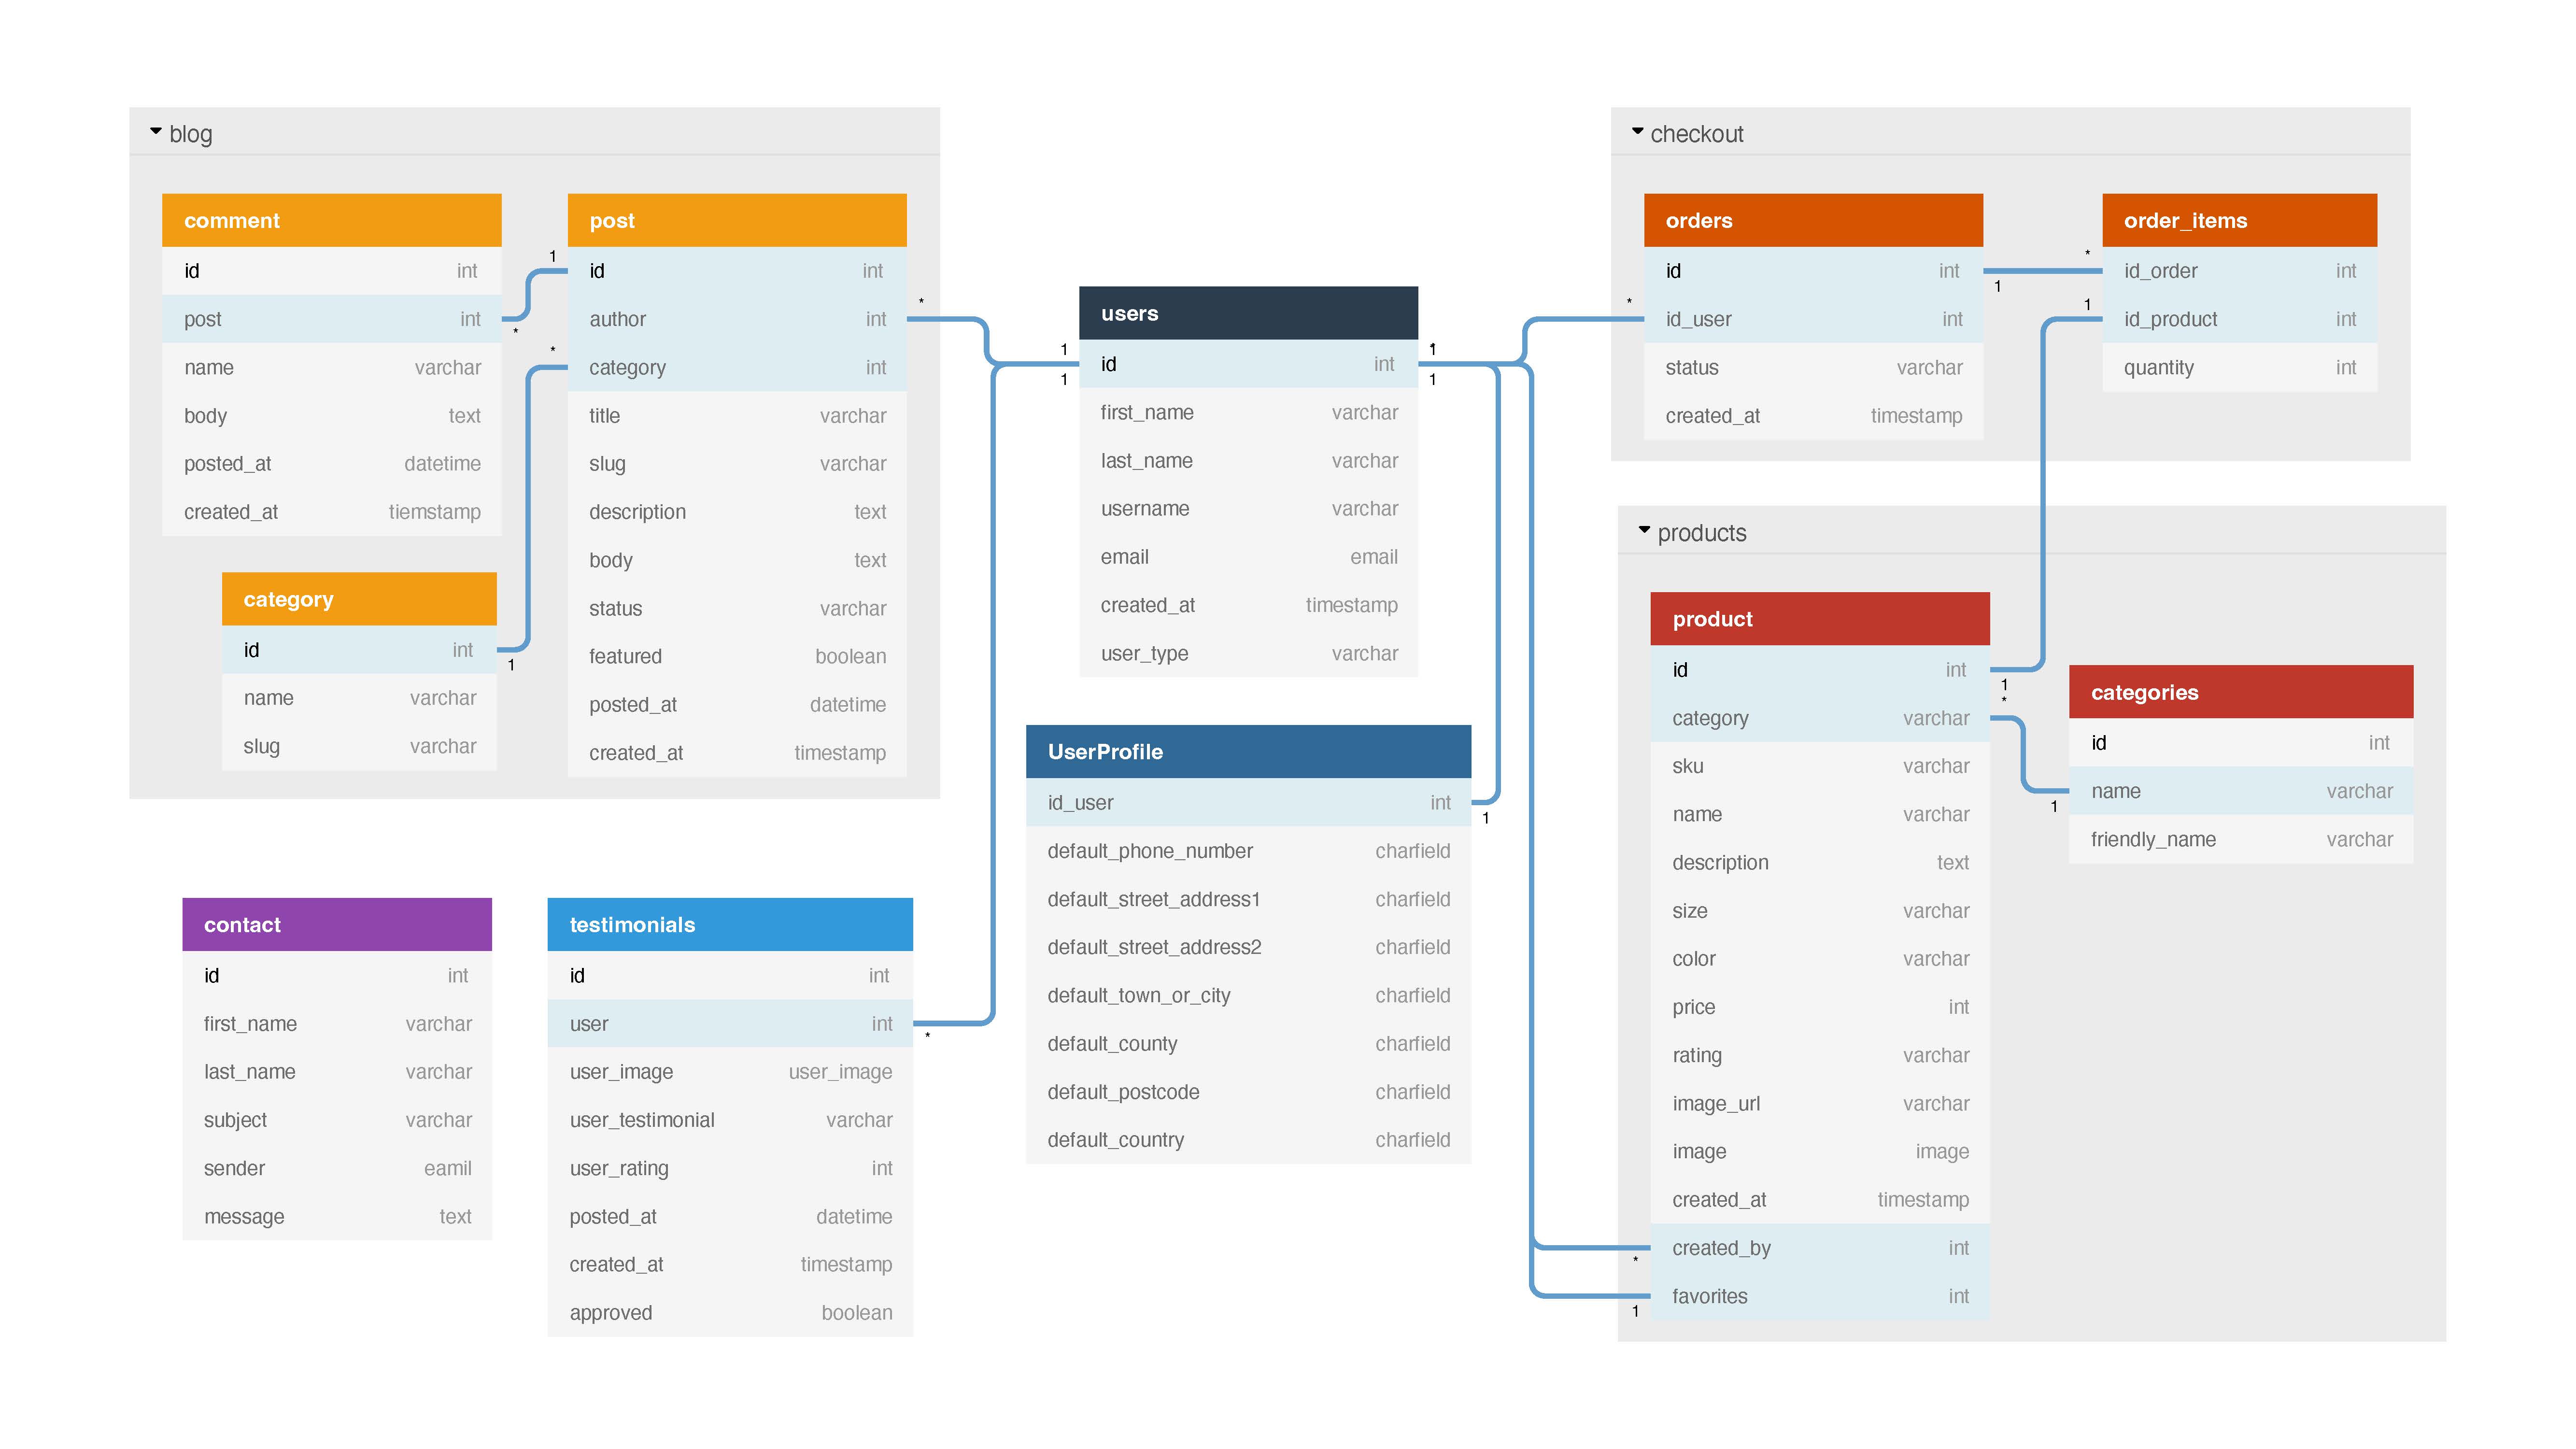 blog
comment
id int
post int
name varchar
body text
posted_at datetime
created_at tiemstamp
post
id int
author int
category int
title varchar
slug varchar
description text
body text
status varchar
featured boolean
posted_at datetime
created_at timestamp
category
id int
name varchar
slug varchar
1
*
*
1
*
1
1
users
id int
first_name varchar
last_name varchar
username varchar
email email
created_at timestamp
user_type varchar
1
1
*
checkout
orders
id int
id_user int
status varchar
created_at timestamp
order_items
id_order int
id_product int
quantity int
*
1
1
products
product
id int
category varchar
sku varchar
name varchar
description text
size varchar
color varchar
price int
rating varchar
image_url varchar
image image
created_at timestamp
created_by int
favorites int
1
*
1
*
1
categories
id int
name varchar
friendly_name varchar
UserProfile
id_user int
default_phone_number charfield
default_street_address1 charfield
default_street_address2 charfield
default_town_or_city charfield
default_county charfield
default_postcode charfield
default_country charfield
1
contact
id int
first_name varchar
last_name varchar
subject varchar
sender eamil
message text
testimonials
id int
user int
user_image user_image
user_testimonial varchar
user_rating int
posted_at datetime
created_at timestamp
approved boolean
*